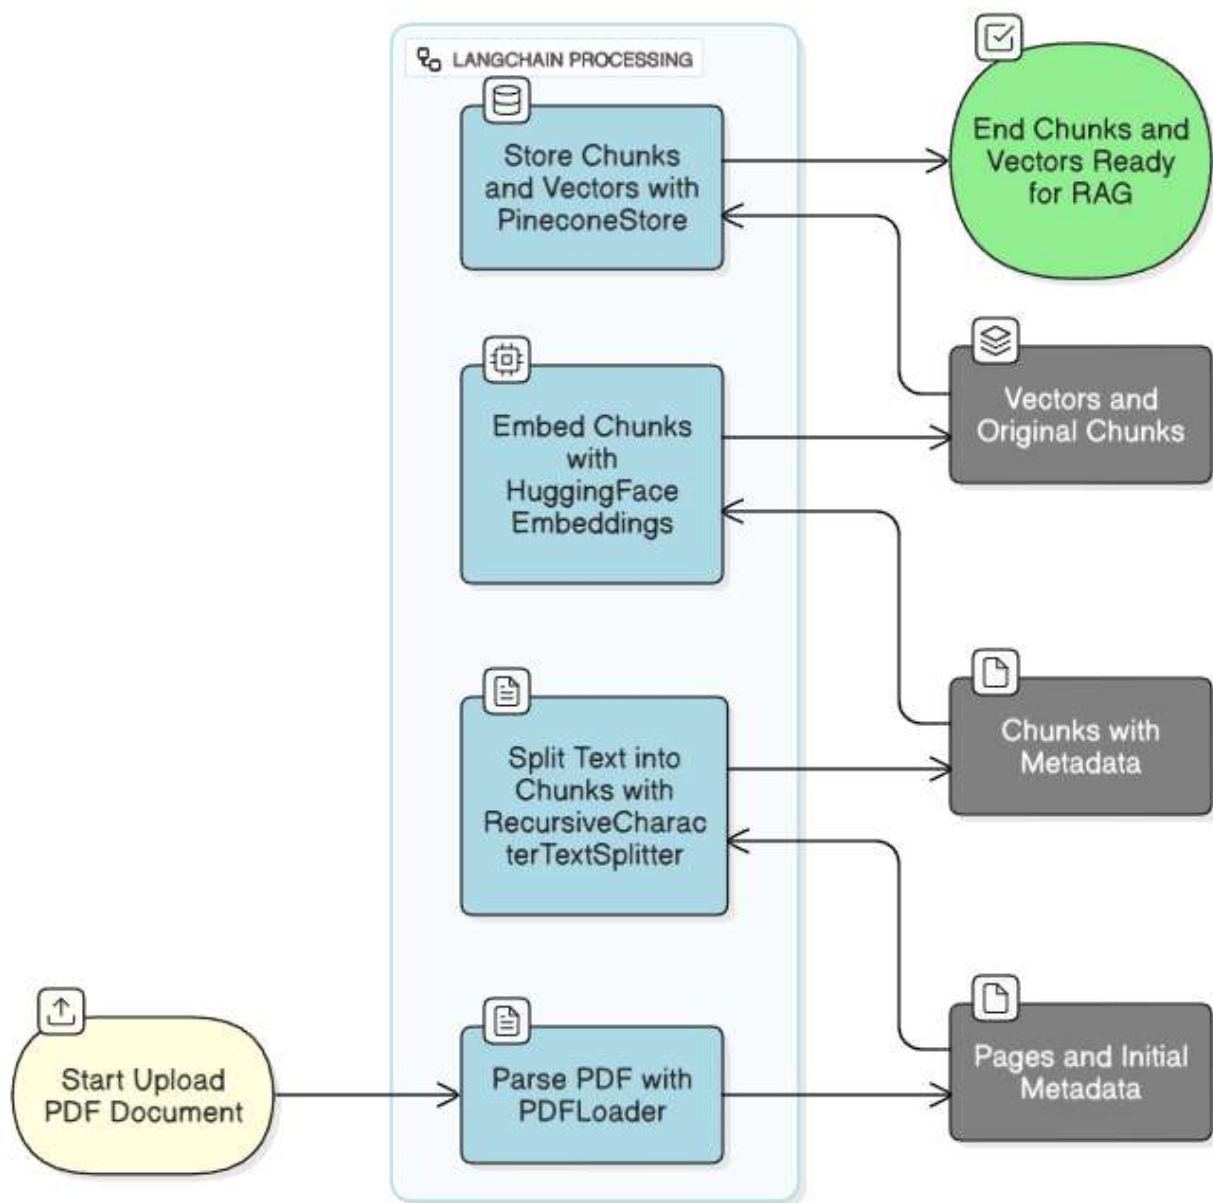 LANGCHAIN PROCESSING
Store Chunks
and Vectors with
PineconeStore
End Chunks and
Vectors Ready
for RAG
Embed Chunks
with
HuggingFace
Embeddings
Vectors and
Original Chunks
Split Text into
Chunks with
RecursiveCharac
terTextSplitter
Chunks with
Metadata
Start Upload
PDF Document
Parse PDF with
PDFLoader
Pages and Initial
Metadata